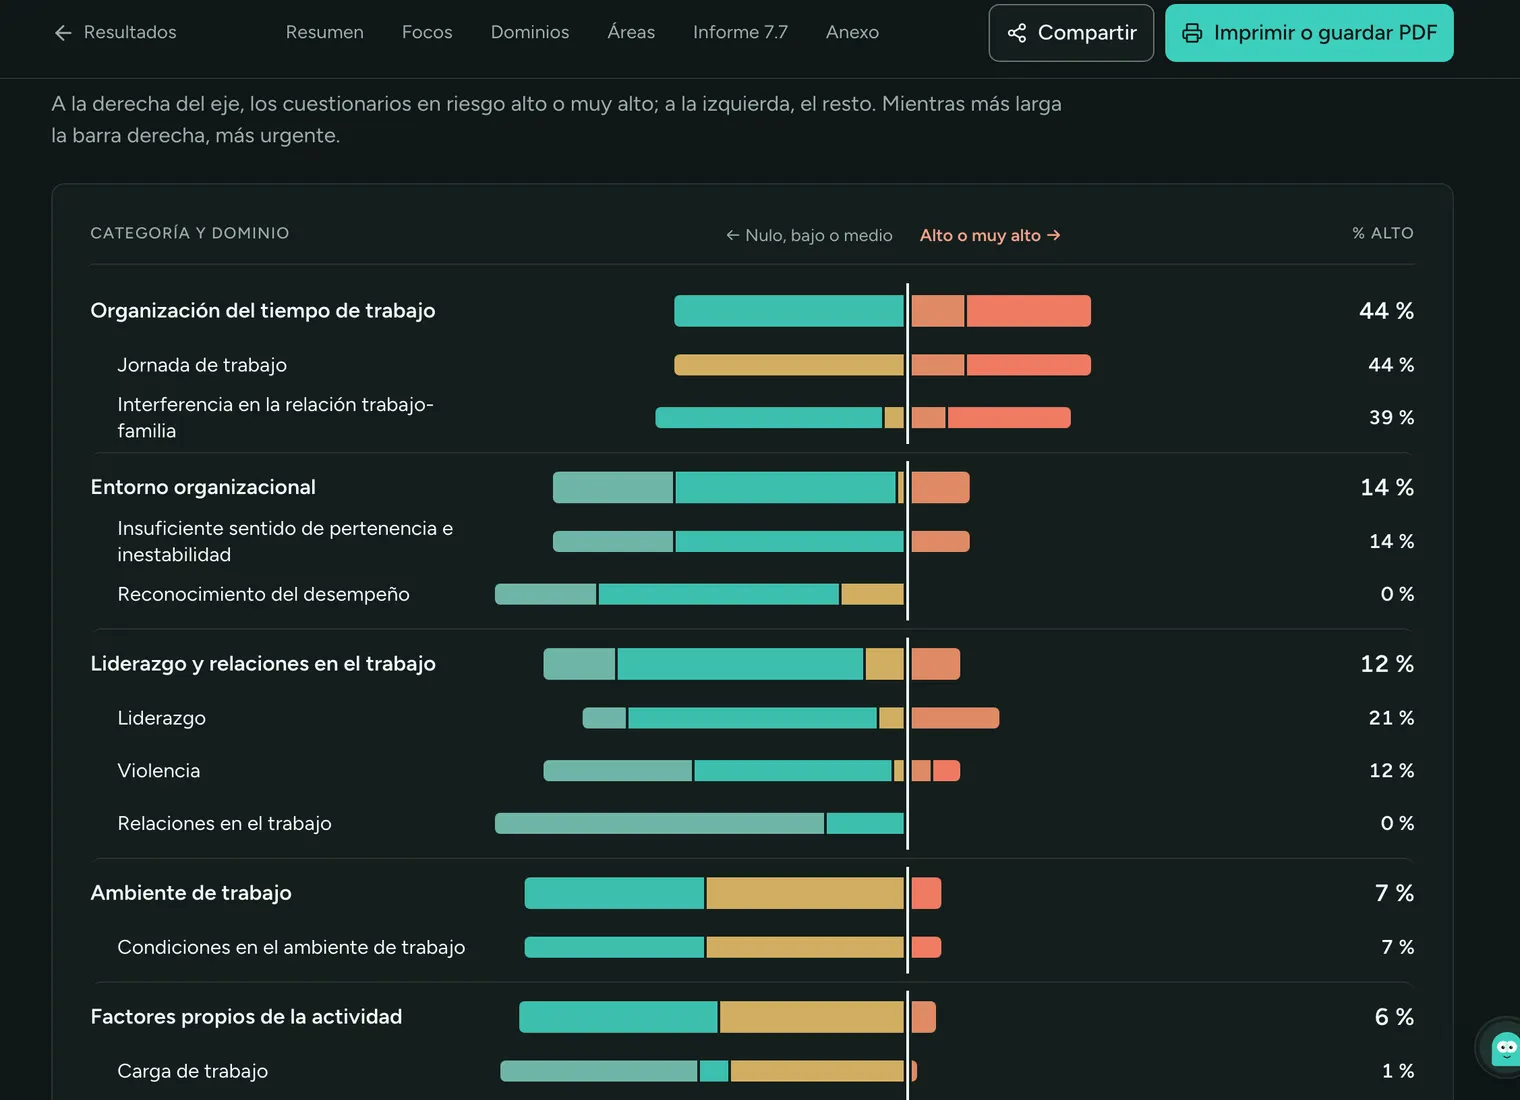 ← Resultados
Resumen
Focos
Dominios
Áreas
Informe 7.7
Anexo
Compartir
Imprimir o guardar PDF
A la derecha del eje, los cuestionarios en riesgo alto o muy alto; a la izquierda, el resto. Mientras más larga
la barra derecha, más urgente.
CATEGORÍA Y DOMINIO
← Nulo, bajo o medio
Alto o muy alto →
% ALTO
Organización del tiempo de trabajo
44 %
Jornada de trabajo
44 %
Interferencia en la relación trabajo-
familia
39 %
Entorno organizacional
14 %
Insuficiente sentido de pertenencia e
inestabilidad
14 %
Reconocimiento del desempeño
0 %
Liderazgo y relaciones en el trabajo
12 %
Liderazgo
21 %
Violencia
12 %
Relaciones en el trabajo
0 %
Ambiente de trabajo
7 %
Condiciones en el ambiente de trabajo
7 %
Factores propios de la actividad
6 %
Carga de trabajo
1 %